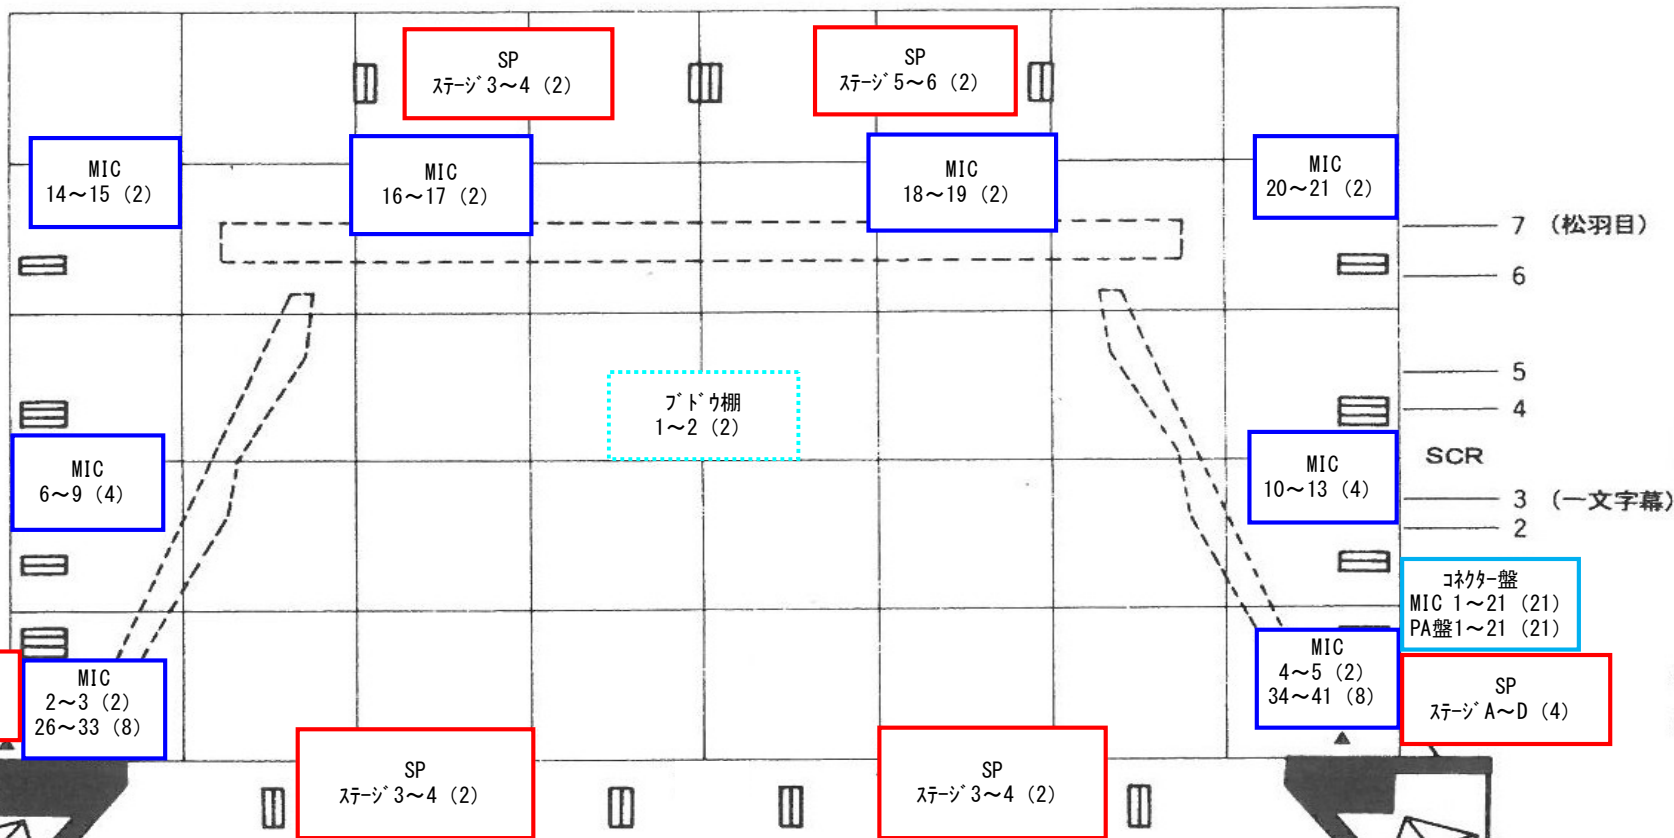 SP
ｽﾃｰｼﾞ3～4 (2)
SP
ｽﾃｰｼﾞ5～6 (2)
MIC
14～15 (2)
MIC
16～17 (2)
MIC
18～19 (2)
MIC
20～21 (2)
7 (松羽目)
6
5
4
ﾌﾞﾄﾞｳ棚
1～2 (2)
MIC
6～9 (4)
MIC
10～13 (4)
SCR
3 (一文字幕)
2
ｺﾈｸﾀｰ盤
MIC 1～21 (21)
PA盤1～21 (21)
MIC
2～3 (2)
26～33 (8)
MIC
4～5 (2)
34～41 (8)
SP
ｽﾃｰｼﾞA～D (4)
SP
ｽﾃｰｼﾞ3～4 (2)
SP
ｽﾃｰｼﾞ3～4 (2)